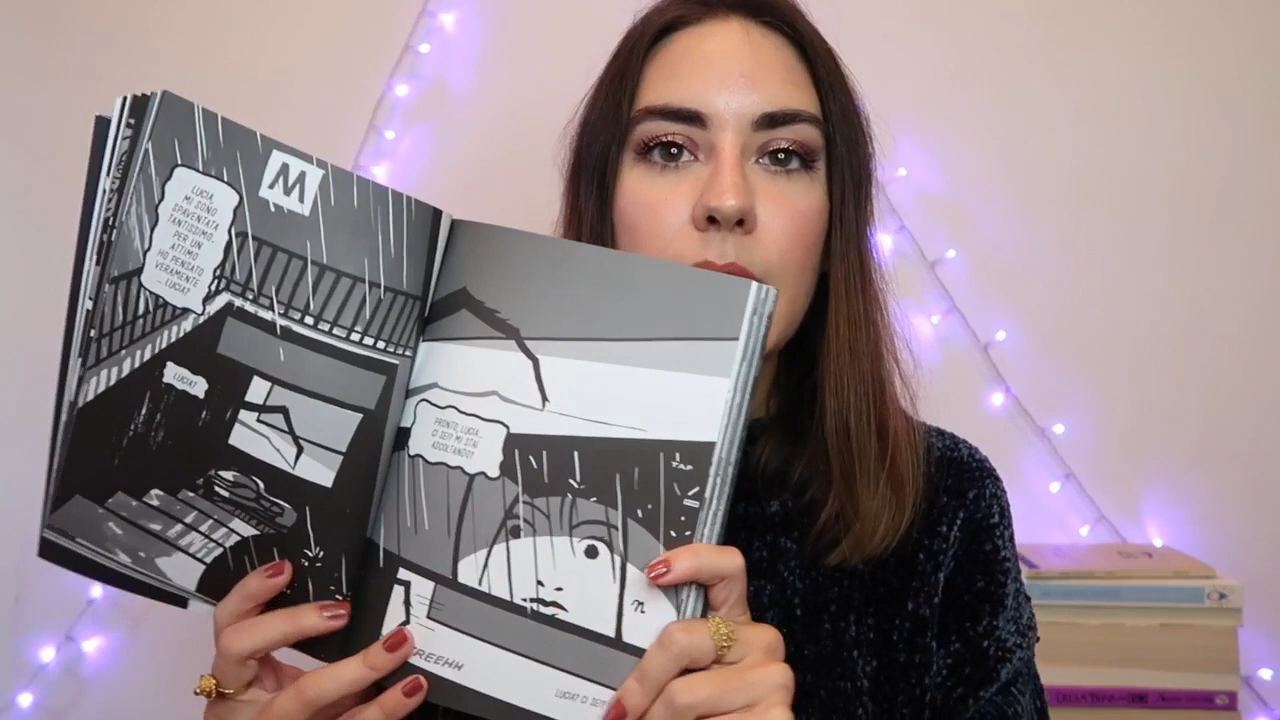 M
LUCIA,
MI SONO
SPAVENTATA
TANTISSIMO.
PER UN
ATTIMO
HO PENSATO
VERAMENTE
... LUCIA?
LUCIA?
PRONTO, LUCIA...
CI SEI? MI STAI
ASCOLTANDO?
TAP
REEHH
LUCIA? CI SEI?